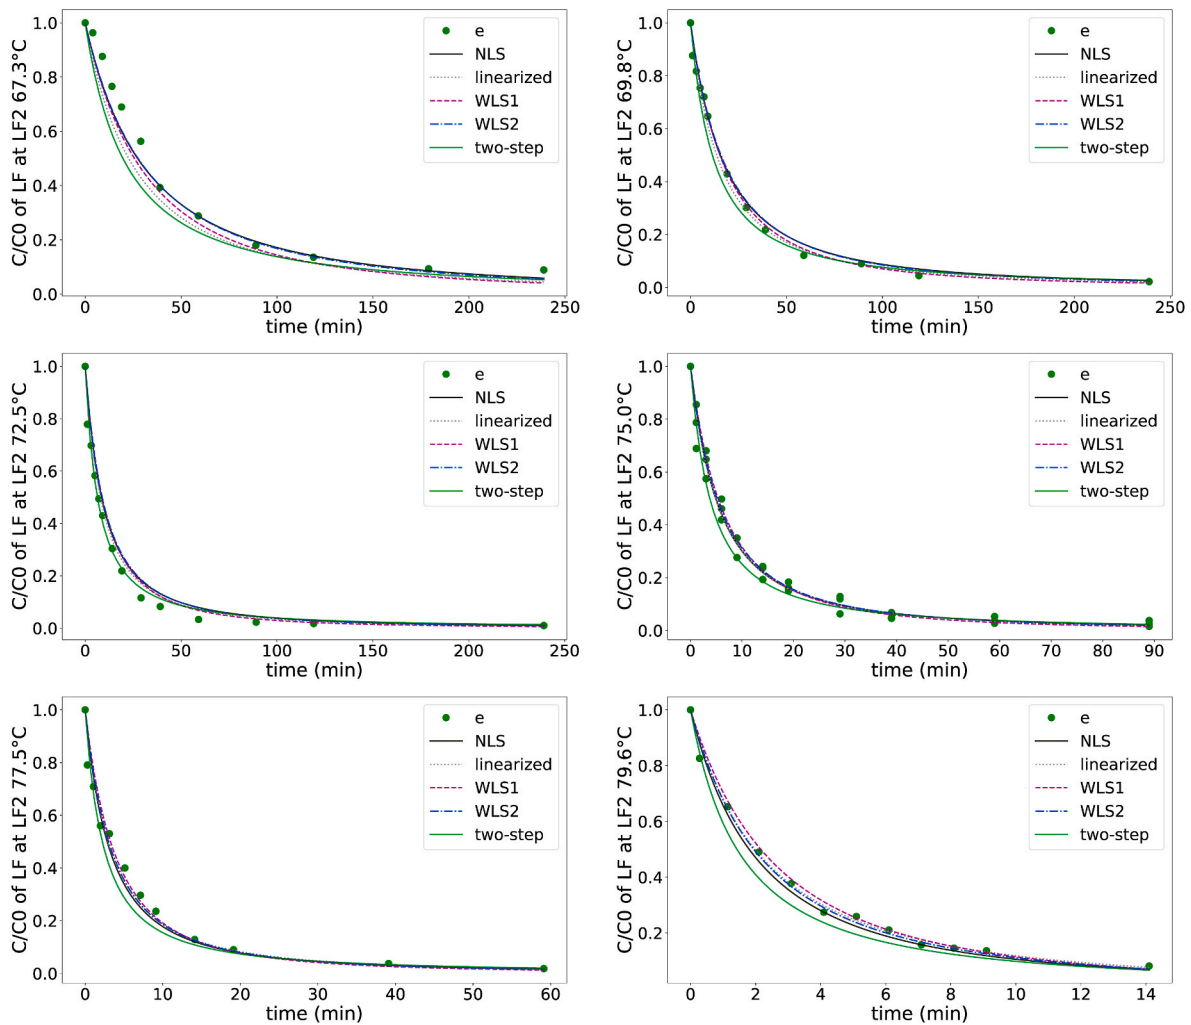 C/C0 of LF at LF2 67.3°C
1.0
0.8
0.6
0.4
0.2
0.0
0 50 100 150 200 250
time (min)
e
NLS
linearized
WLS1
WLS2
two-step
C/C0 of LF at LF2 69.8°C
1.0
0.8
0.6
0.4
0.2
0.0
0 50 100 150 200 250
time (min)
e
NLS
linearized
WLS1
WLS2
two-step
C/C0 of LF at LF2 72.5°C
1.0
0.8
0.6
0.4
0.2
0.0
0 50 100 150 200 250
time (min)
e
NLS
linearized
WLS1
WLS2
two-step
C/C0 of LF at LF2 75.0°C
1.0
0.8
0.6
0.4
0.2
0.0
0 10 20 30 40 50 60 70 80 90
time (min)
e
NLS
linearized
WLS1
WLS2
two-step
C/C0 of LF at LF2 77.5°C
1.0
0.8
0.6
0.4
0.2
0.0
0 10 20 30 40 50 60
time (min)
e
NLS
linearized
WLS1
WLS2
two-step
C/C0 of LF at LF2 79.6°C
1.0
0.8
0.6
0.4
0.2
0 2 4 6 8 10 12 14
time (min)
e
NLS
linearized
WLS1
WLS2
two-step